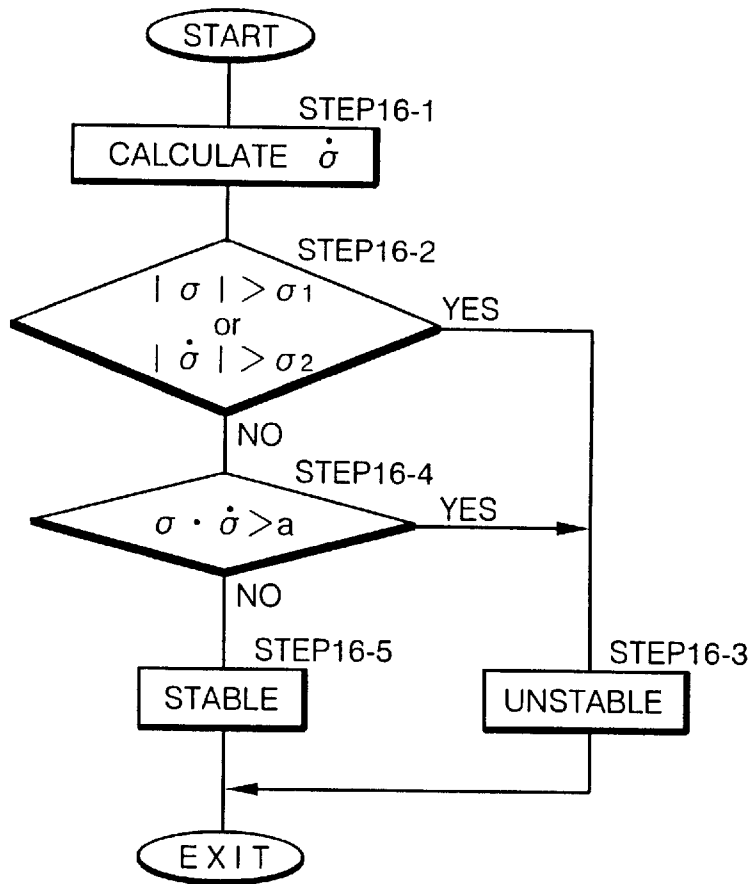 START
STEP16-1
CALCULATE σ̇
STEP16-2
| σ | > σ1
or
| σ̇ | > σ2
YES
NO
STEP16-4
σ · σ̇ > a
YES
NO
STEP16-5
STABLE
STEP16-3
UNSTABLE
EXIT